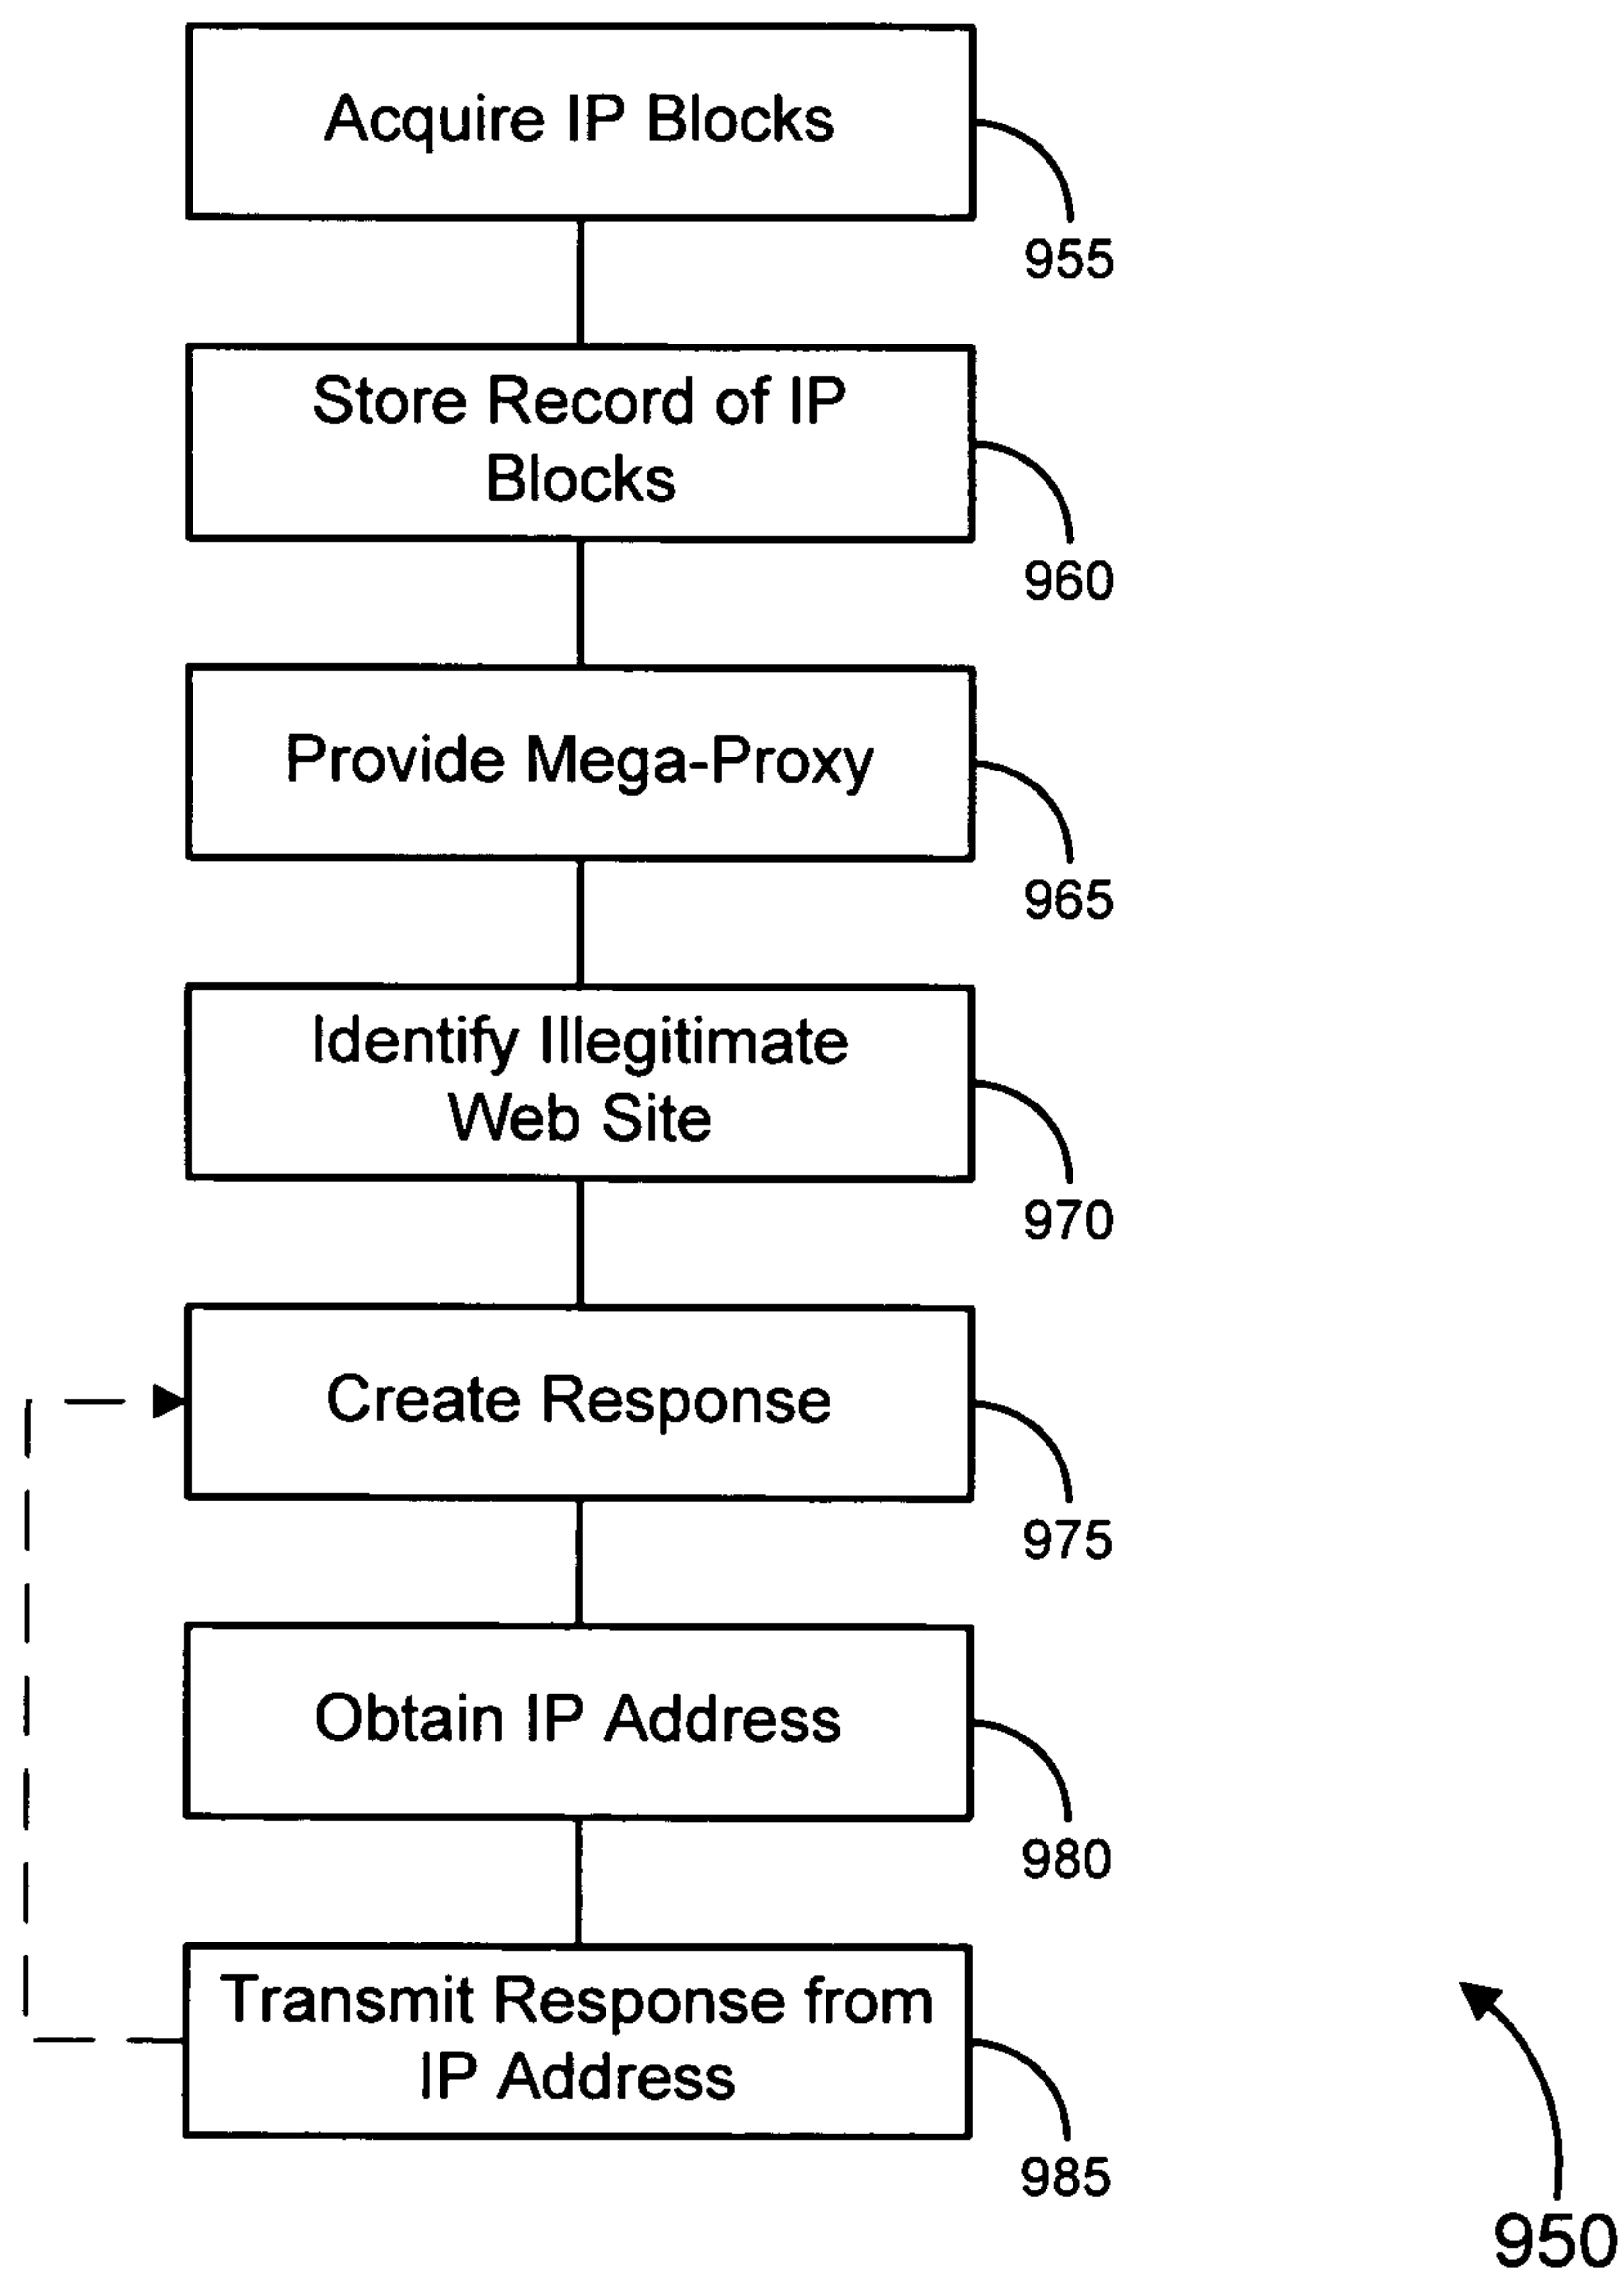 Acquire IP Blocks
955
Store Record of IP
Blocks
960
Provide Mega-Proxy
965
Identify Illegitimate
Web Site
970
Create Response
975
Obtain IP Address
980
Transmit Response from
IP Address
985
950